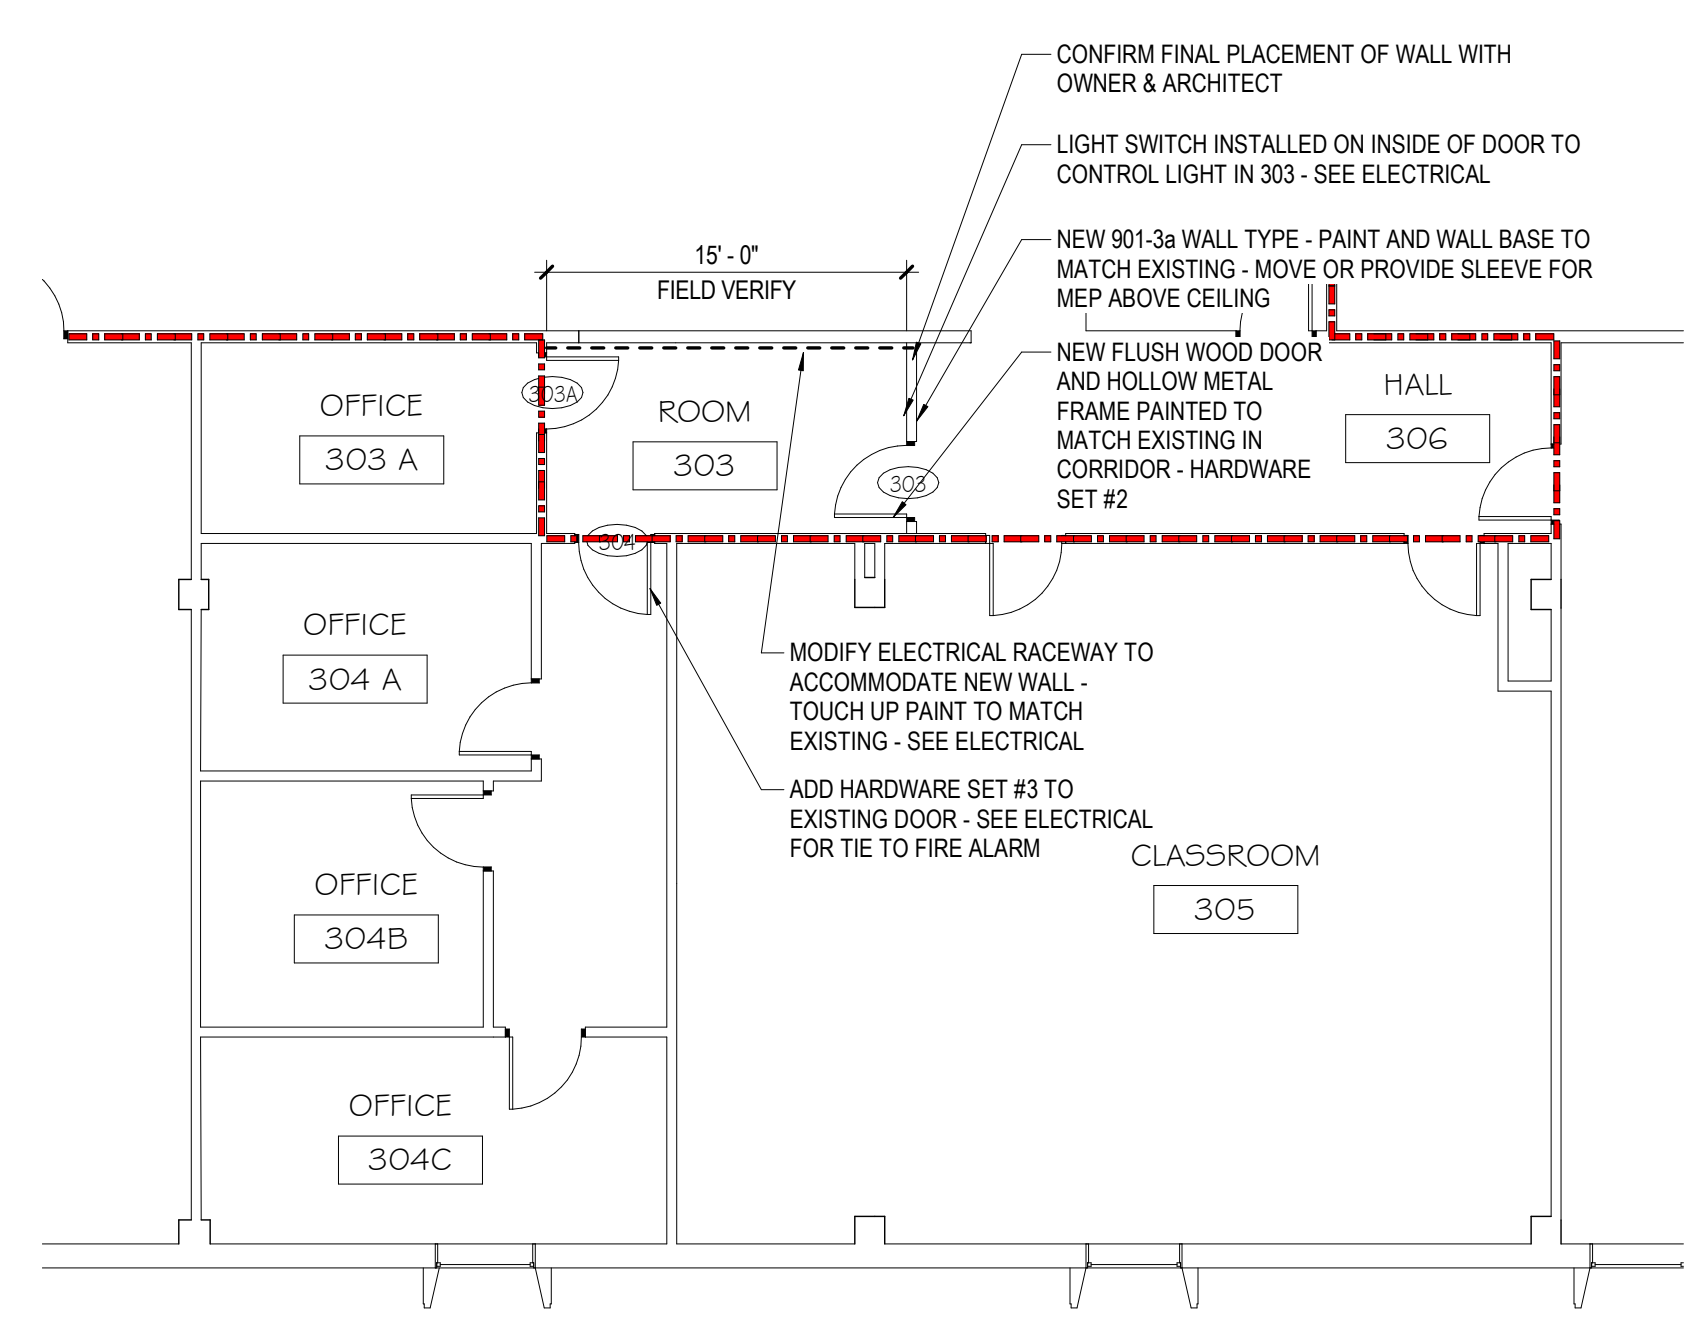 CONFIRM FINAL PLACEMENT OF WALL WITH
OWNER & ARCHITECT
LIGHT SWITCH INSTALLED ON INSIDE OF DOOR TO
CONTROL LIGHT IN 303 - SEE ELECTRICAL
NEW 901-3a WALL TYPE - PAINT AND WALL BASE TO
MATCH EXISTING - MOVE OR PROVIDE SLEEVE FOR
MEP ABOVE CEILING
15' - 0"
FIELD VERIFY
NEW FLUSH WOOD DOOR
AND HOLLOW METAL
FRAME PAINTED TO
MATCH EXISTING IN
CORRIDOR - HARDWARE
SET #2
HALL
306
OFFICE
303 A
303A
ROOM
303
303
304
OFFICE
304 A
MODIFY ELECTRICAL RACEWAY TO
ACCOMMODATE NEW WALL -
TOUCH UP PAINT TO MATCH
EXISTING - SEE ELECTRICAL
ADD HARDWARE SET #3 TO
EXISTING DOOR - SEE ELECTRICAL
FOR TIE TO FIRE ALARM
CLASSROOM
305
OFFICE
304B
OFFICE
304C